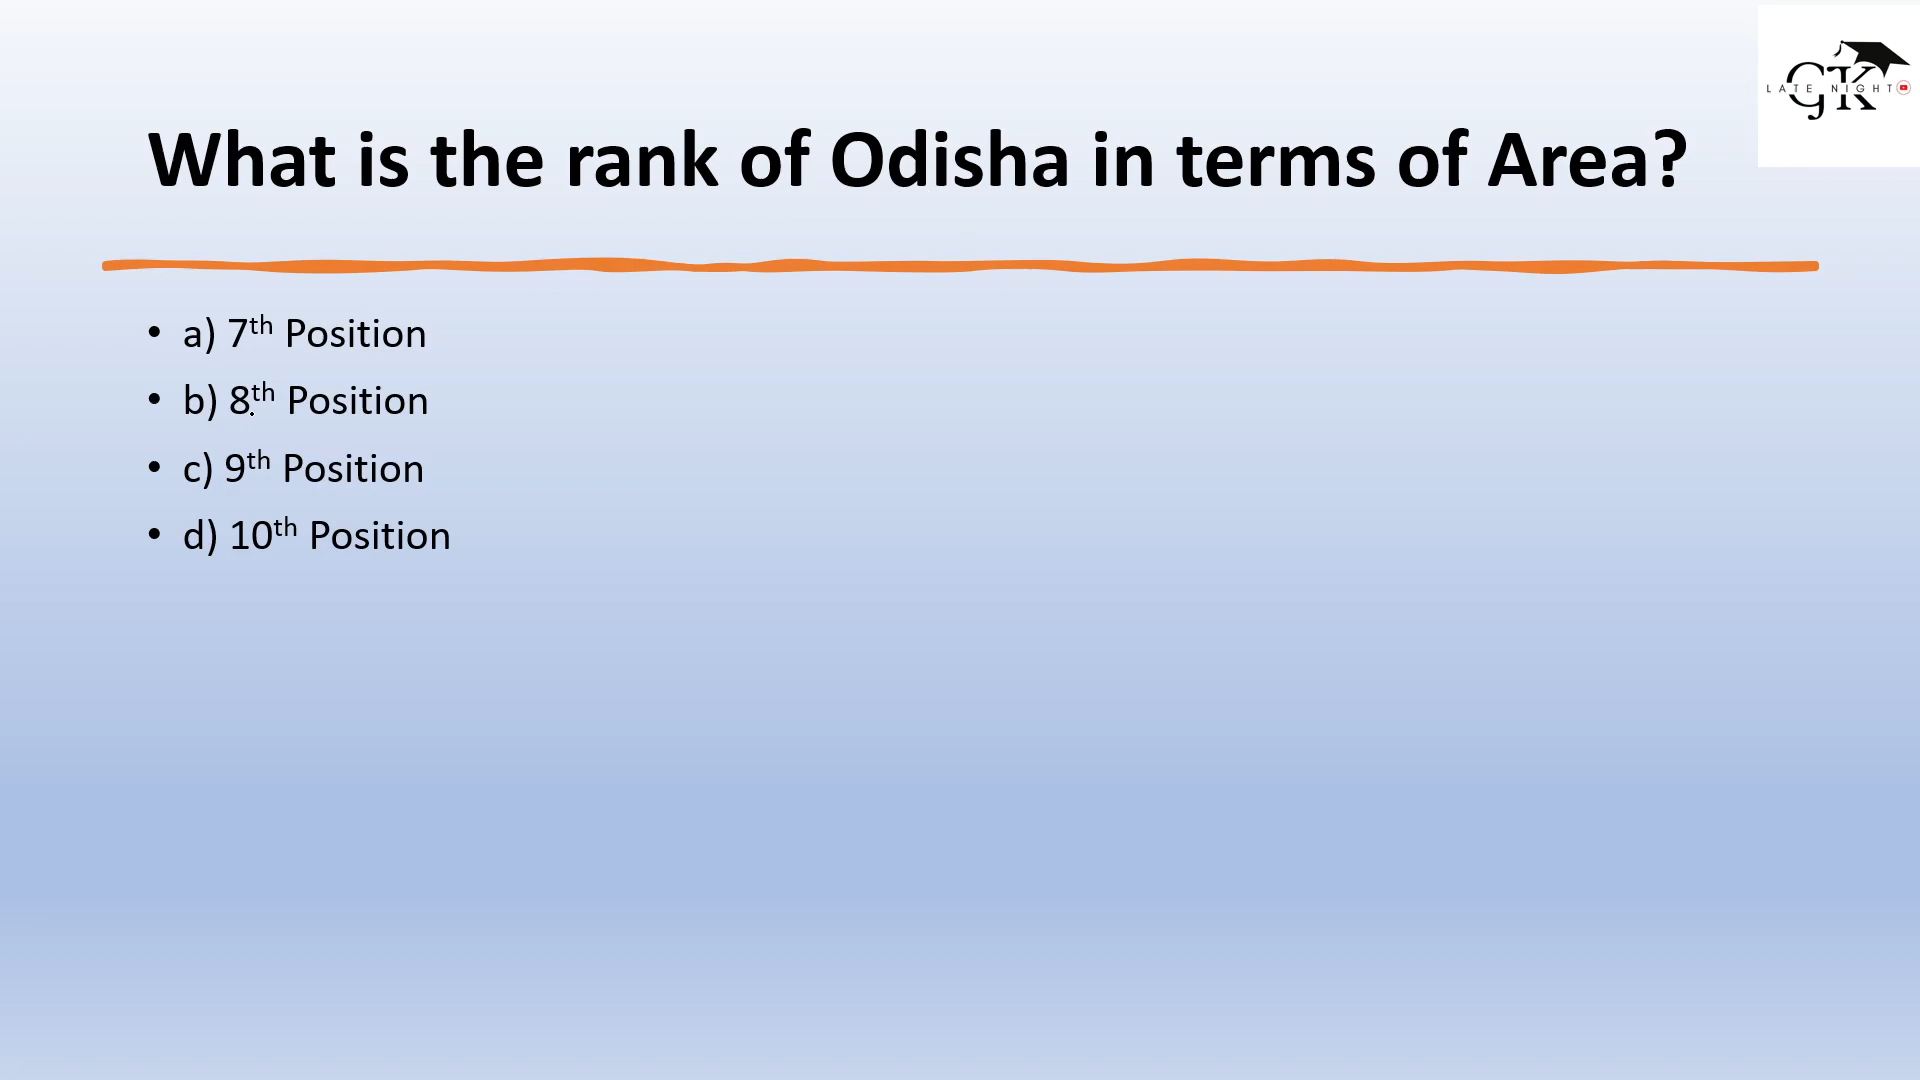 GK
LATE NIGHT
What is the rank of Odisha in terms of Area?
• a) 7th Position
• b) 8th Position
• c) 9th Position
• d) 10th Position